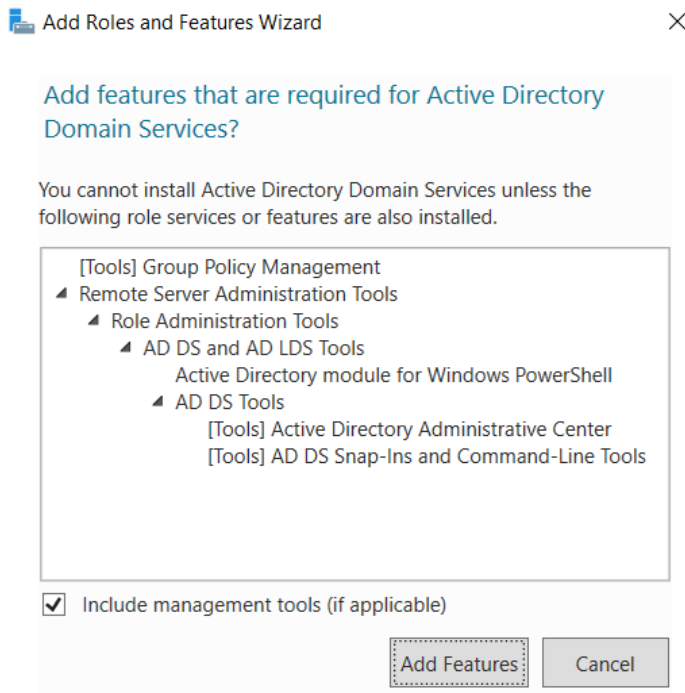 Add Roles and Features Wizard
Add features that are required for Active Directory
Domain Services?
You cannot install Active Directory Domain Services unless the
following role services or features are also installed.
[Tools] Group Policy Management
Remote Server Administration Tools
Role Administration Tools
AD DS and AD LDS Tools
Active Directory module for Windows PowerShell
AD DS Tools
[Tools] Active Directory Administrative Center
[Tools] AD DS Snap-Ins and Command-Line Tools
Include management tools (if applicable)
Add Features Cancel